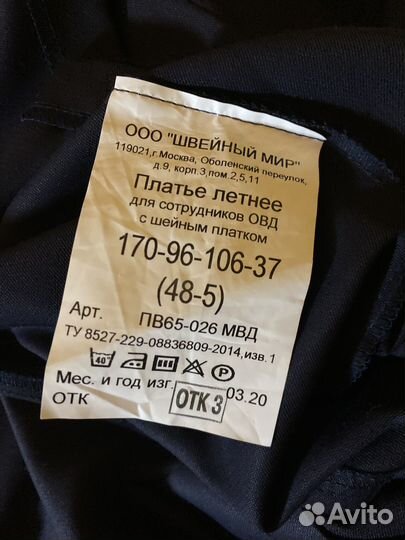 ООО "ШВЕЙНЫЙ МИР"
119021,г.Москва, Оболенский переулок,
д.9, корп.3,пом.2,5,11
Платье летнее
для сотрудников ОВД
с шейным платком
170-96-106-37
(48-5)
Арт. ПВ65-026 МВД
ТУ 8527-229-08836809-2014,изв.1
40 P
Мес. и год изг. 03.20
ОТК ОТК 3
Avito